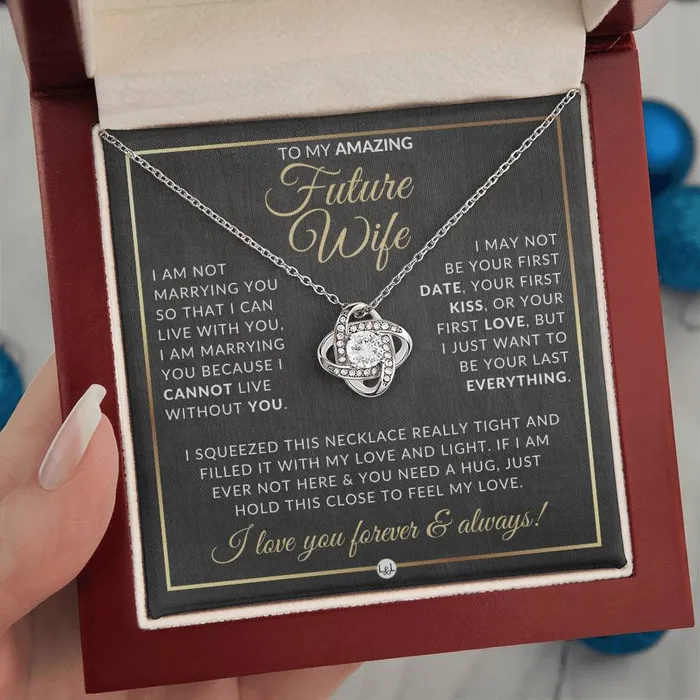 TO MY AMAZING
Future
Wife
I AM NOT
MARRYING YOU
SO THAT I CAN
LIVE WITH YOU,
I AM MARRYING
YOU BECAUSE I
CANNOT LIVE
WITHOUT YOU.
I MAY NOT
BE YOUR FIRST
DATE, YOUR FIRST
KISS, OR YOUR
FIRST LOVE, BUT
I JUST WANT TO
BE YOUR LAST
EVERYTHING.
I SQUEEZED THIS NECKLACE REALLY TIGHT AND
FILLED IT WITH MY LOVE AND LIGHT. IF I AM
EVER NOT HERE & YOU NEED A HUG, JUST
HOLD THIS CLOSE TO FEEL MY LOVE.
I love you forever & always!
L&L